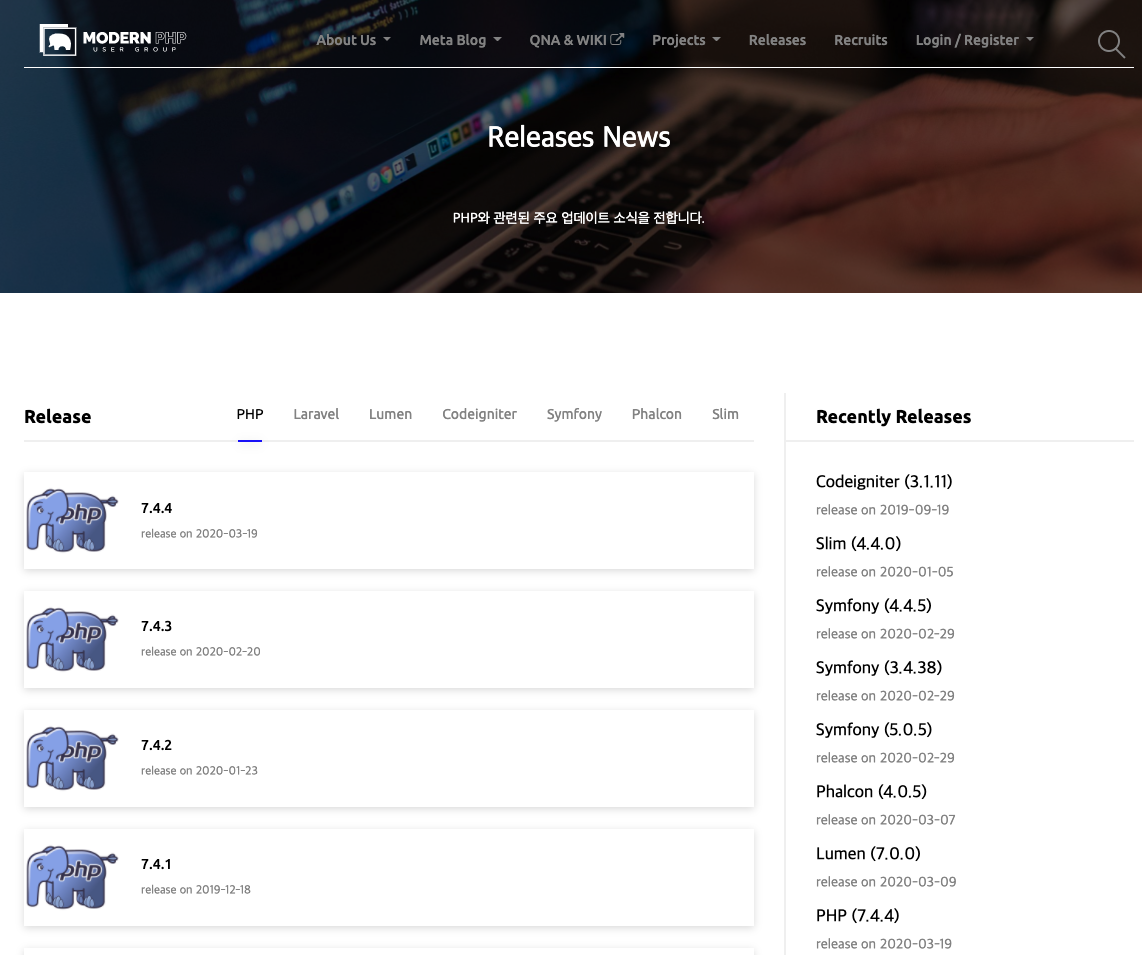 MODERN PHP
USER GROUP
About Us
Meta Blog
QNA & WIKI
Projects
Releases
Recruits
Login / Register
Releases News
PHP와 관련된 주요 업데이트 소식을 전합니다.
Release
PHP
Laravel
Lumen
Codeigniter
Symfony
Phalcon
Slim
php
7.4.4
release on 2020-03-19
php
7.4.3
release on 2020-02-20
php
7.4.2
release on 2020-01-23
php
7.4.1
release on 2019-12-18
Recently Releases
Codeigniter (3.1.11)
release on 2019-09-19
Slim (4.4.0)
release on 2020-01-05
Symfony (4.4.5)
release on 2020-02-29
Symfony (3.4.38)
release on 2020-02-29
Symfony (5.0.5)
release on 2020-02-29
Phalcon (4.0.5)
release on 2020-03-07
Lumen (7.0.0)
release on 2020-03-09
PHP (7.4.4)
release on 2020-03-19